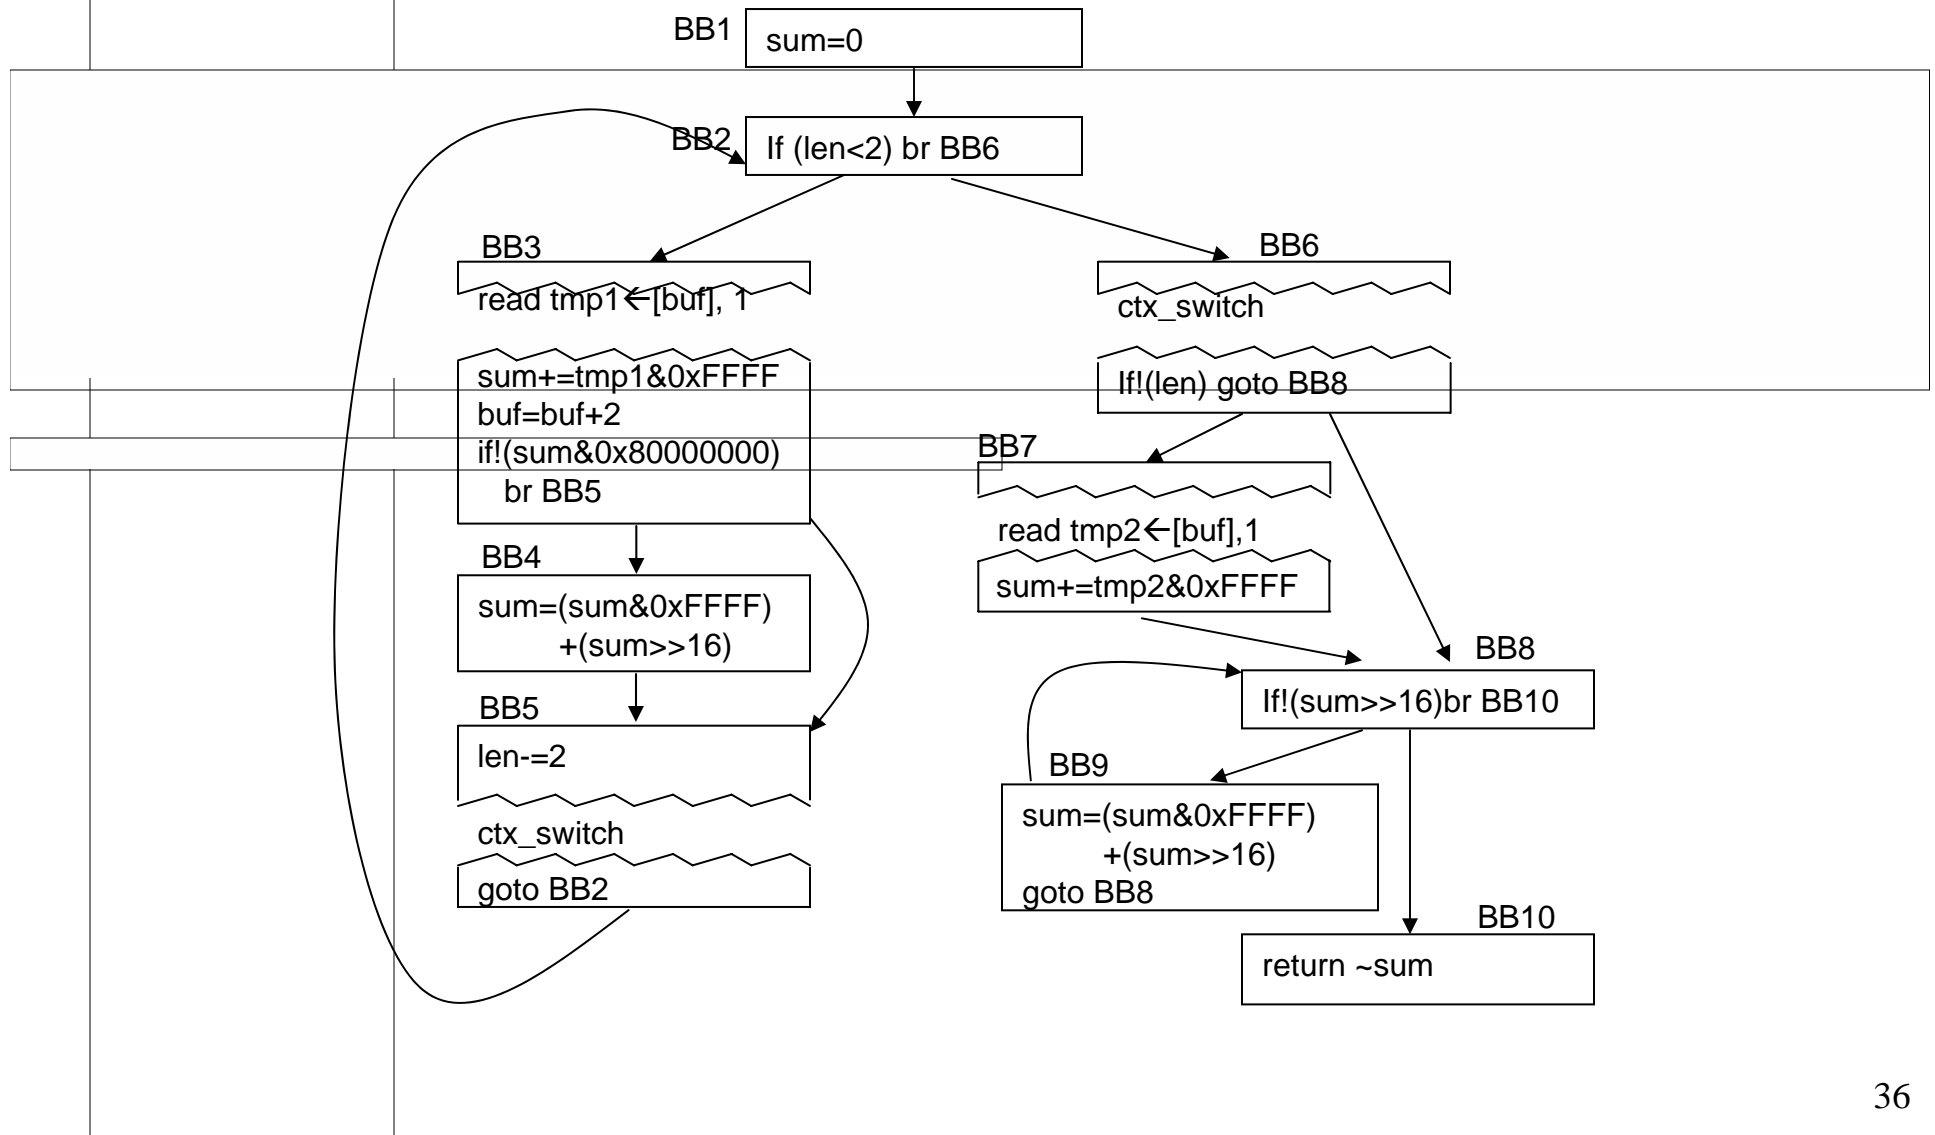 BB1
sum=0
BB2
If (len<2) br BB6
BB3
read tmp1←[buf], 1
sum+=tmp1&0xFFFF
buf=buf+2
if!(sum&0x80000000)
br BB5
BB4
sum=(sum&0xFFFF)
+(sum>>16)
BB5
len-=2
ctx_switch
goto BB2
BB6
ctx_switch
If!(len) goto BB8
BB7
read tmp2←[buf],1
sum+=tmp2&0xFFFF
BB8
If!(sum>>16)br BB10
BB9
sum=(sum&0xFFFF)
+(sum>>16)
goto BB8
BB10
return ~sum
36